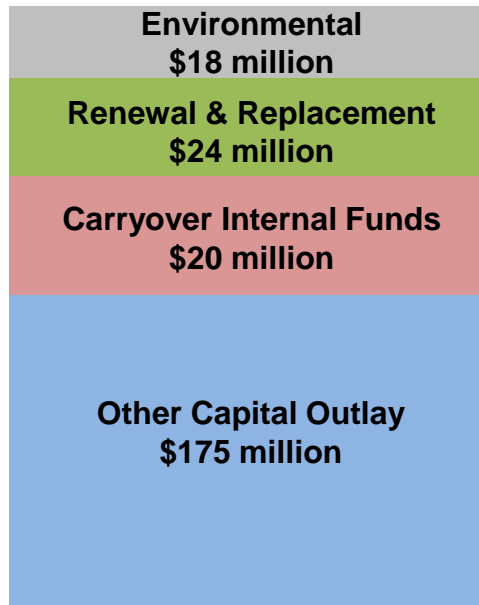 Environmental
$18 million
Renewal & Replacement
$24 million
Carryover Internal Funds
$20 million
Other Capital Outlay
$175 million